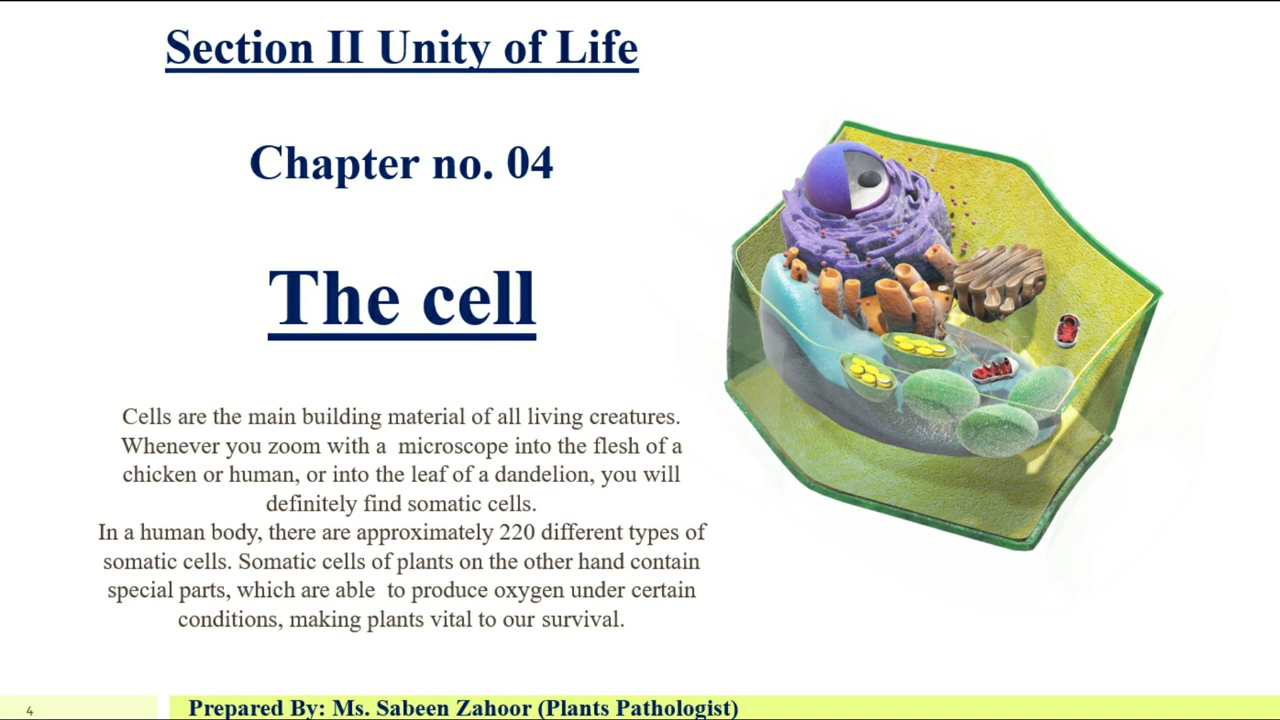 Section II Unity of Life
Chapter no. 04
The cell
Cells are the main building material of all living creatures.
Whenever you zoom with a microscope into the flesh of a
chicken or human, or into the leaf of a dandelion, you will
definitely find somatic cells.
In a human body, there are approximately 220 different types of
somatic cells. Somatic cells of plants on the other hand contain
special parts, which are able to produce oxygen under certain
conditions, making plants vital to our survival.
4
Prepared By: Ms. Sabeen Zahoor (Plants Pathologist)